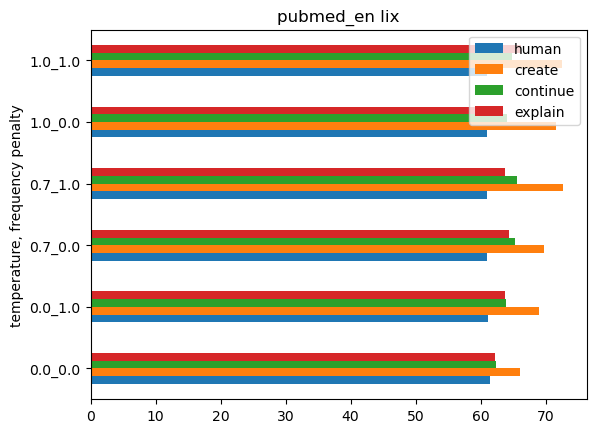 pubmed_en lix
human
create
continue
explain
temperature, frequency penalty
1.0_1.0
1.0_0.0
0.7_1.0
0.7_0.0
0.0_1.0
0.0_0.0
0 10 20 30 40 50 60 70